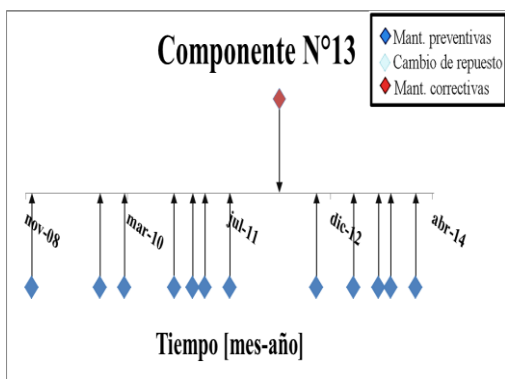 Componente N°13
Mant. preventivas
Cambio de repuesto
Mant. correctivas
nov-08
mar-10
jul-11
dic-12
abr-14
Tiempo [mes-año]